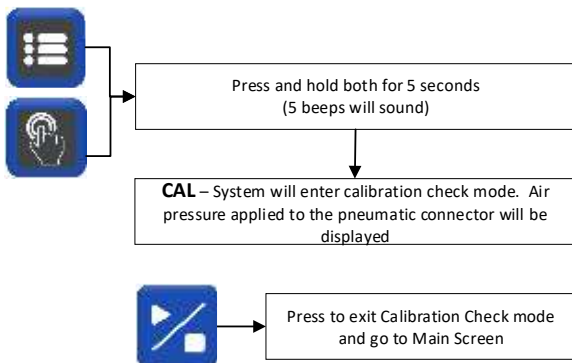 Press and hold both for 5 seconds
(5 beeps will sound)
CAL – System will enter calibration check mode.  Air
pressure applied to the pneumatic connector will be
displayed
Press to exit Calibration Check mode
and go to Main Screen